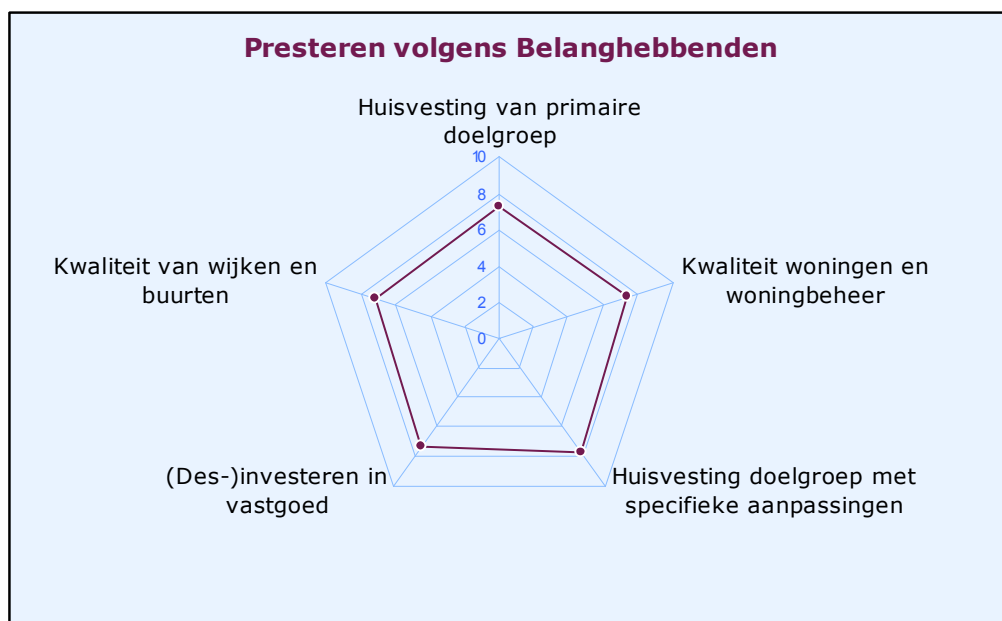 Presteren volgens Belanghebbenden
Huisvesting van primaire
doelgroep
10
8
6
4
2
0
Kwaliteit van wijken en
buurten
Kwaliteit woningen en
woningbeheer
(Des-)investeren in
vastgoed
Huisvesting doelgroep met
specifieke aanpassingen